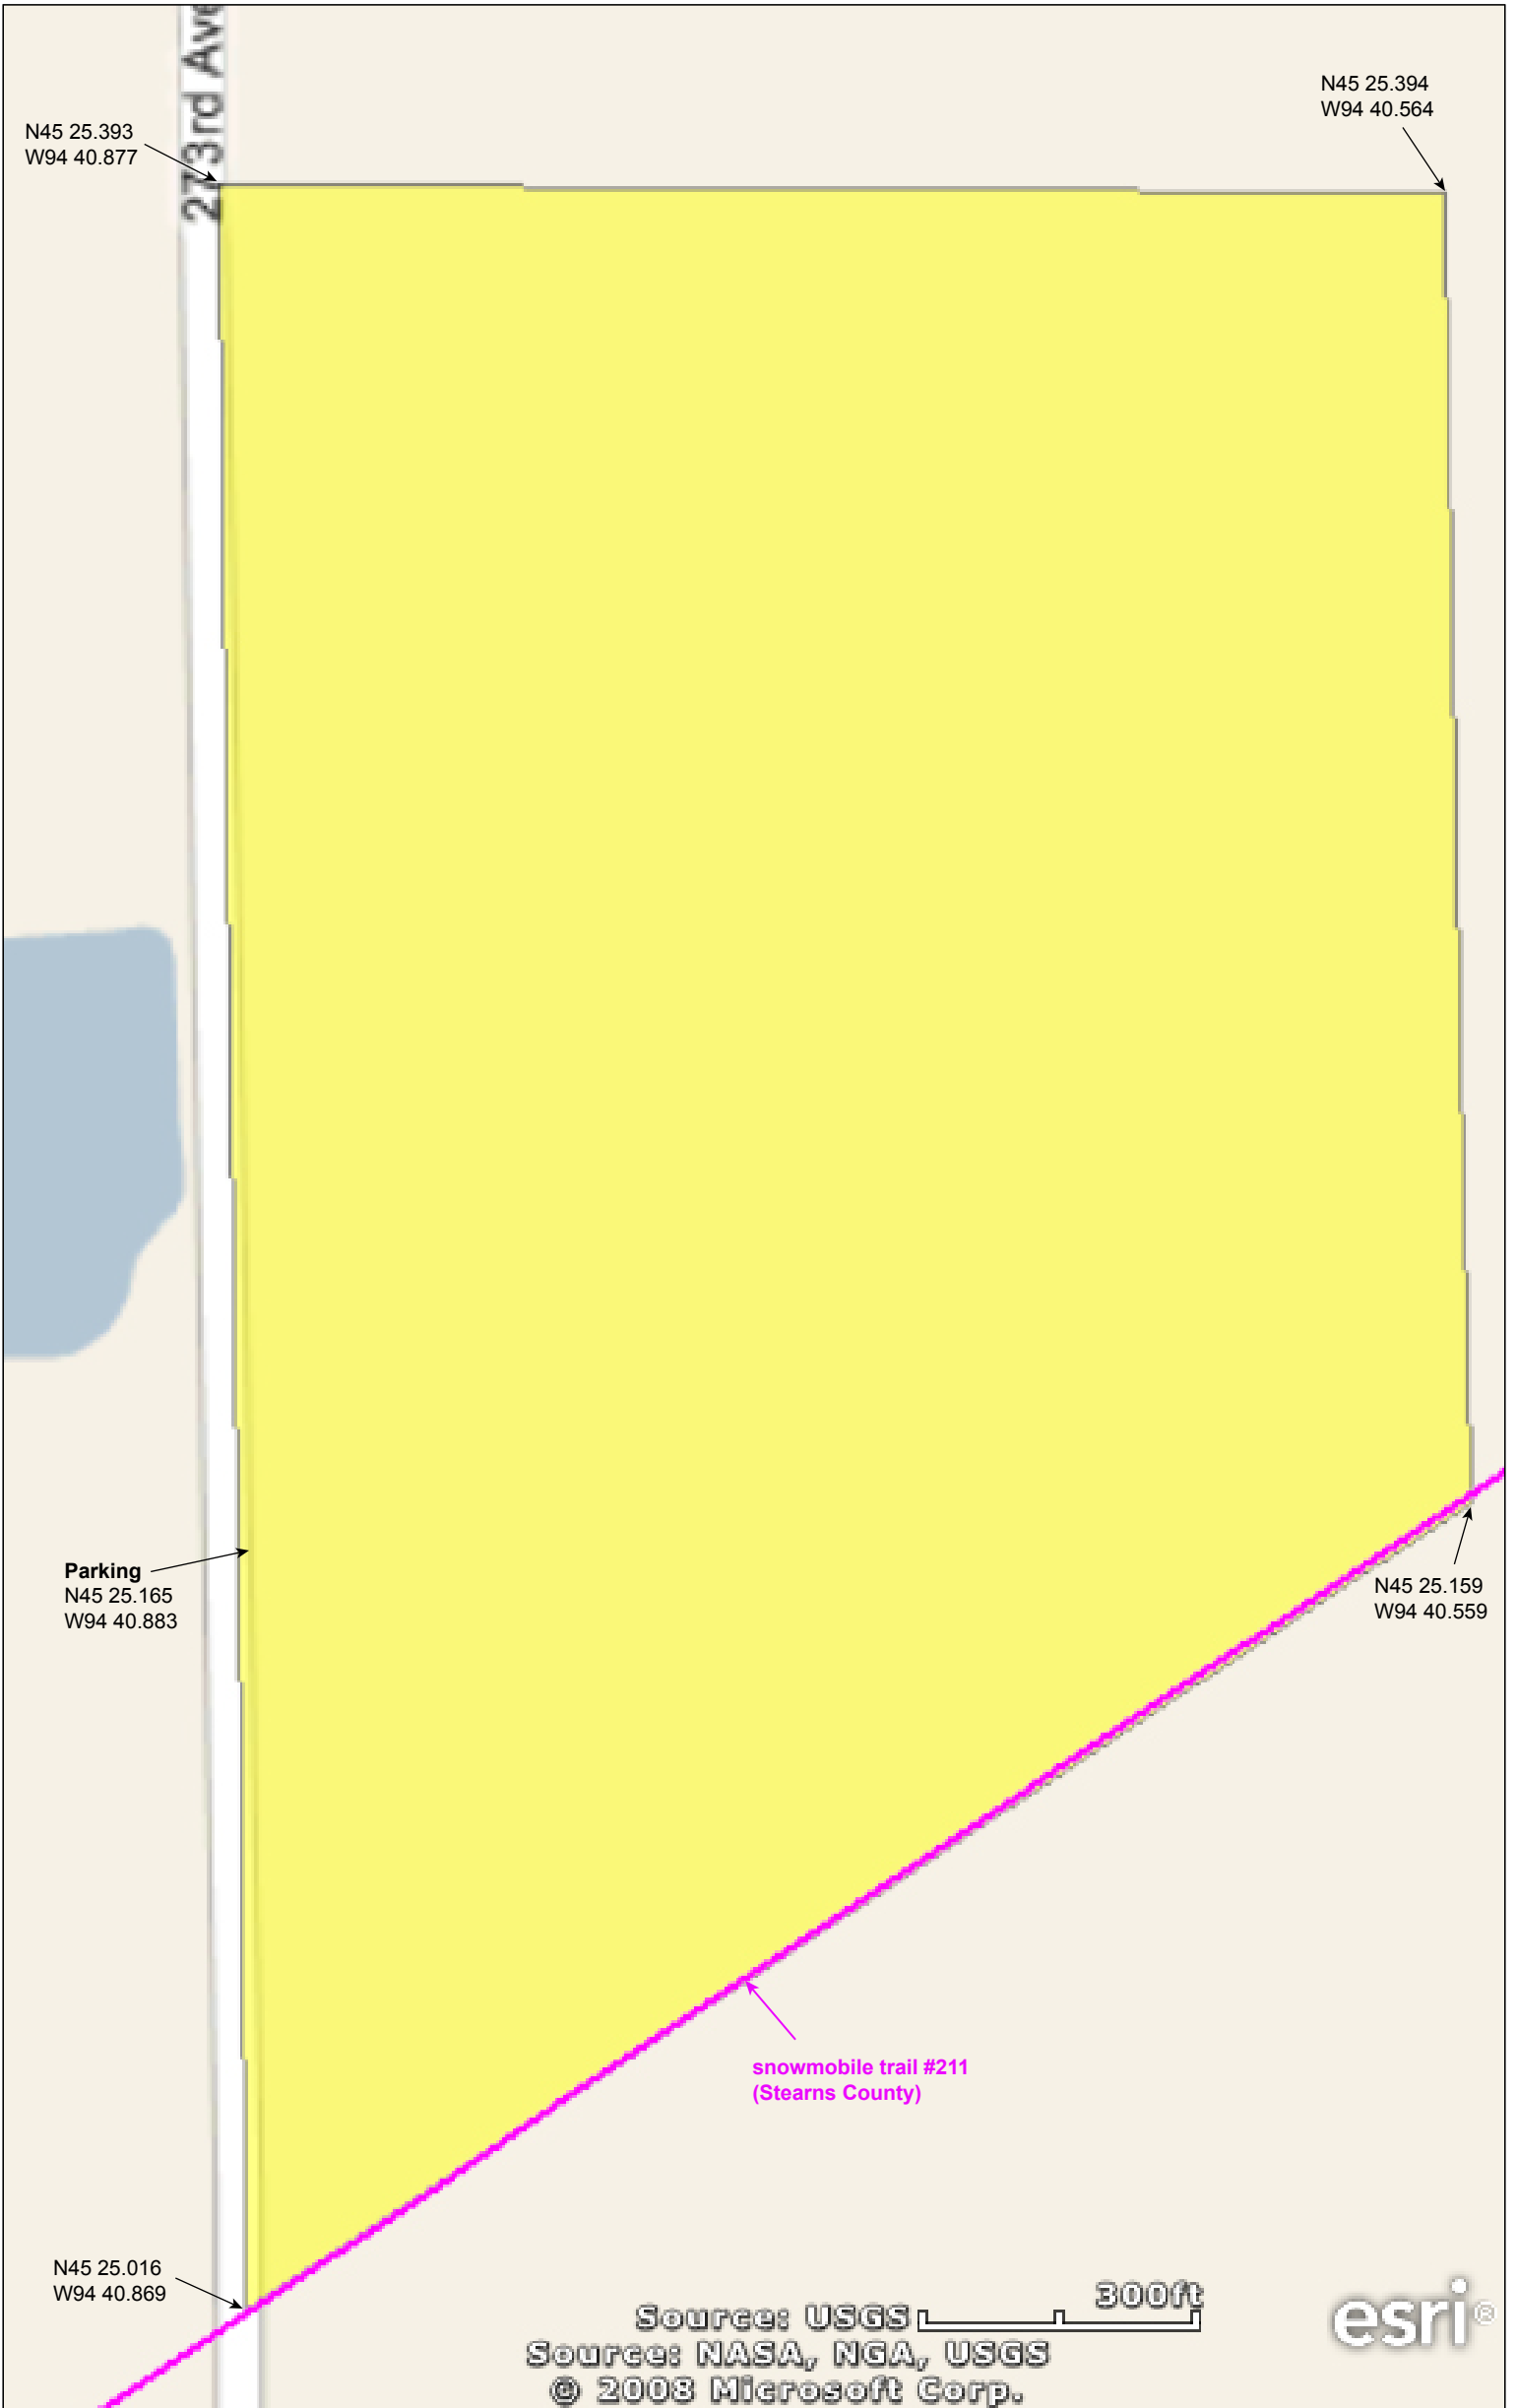 273rd Ave
N45 25.394
W94 40.564
N45 25.393
W94 40.877
Parking
N45 25.165
W94 40.883
N45 25.159
W94 40.559
snowmobile trail #211
(Stearns County)
N45 25.016
W94 40.869
300ft
Source: USGS
Source: NASA, NGA, USGS
© 2008 Microsoft Corp.
esri®